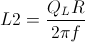 L2 = \frac{Q_L R}{2\pi f}